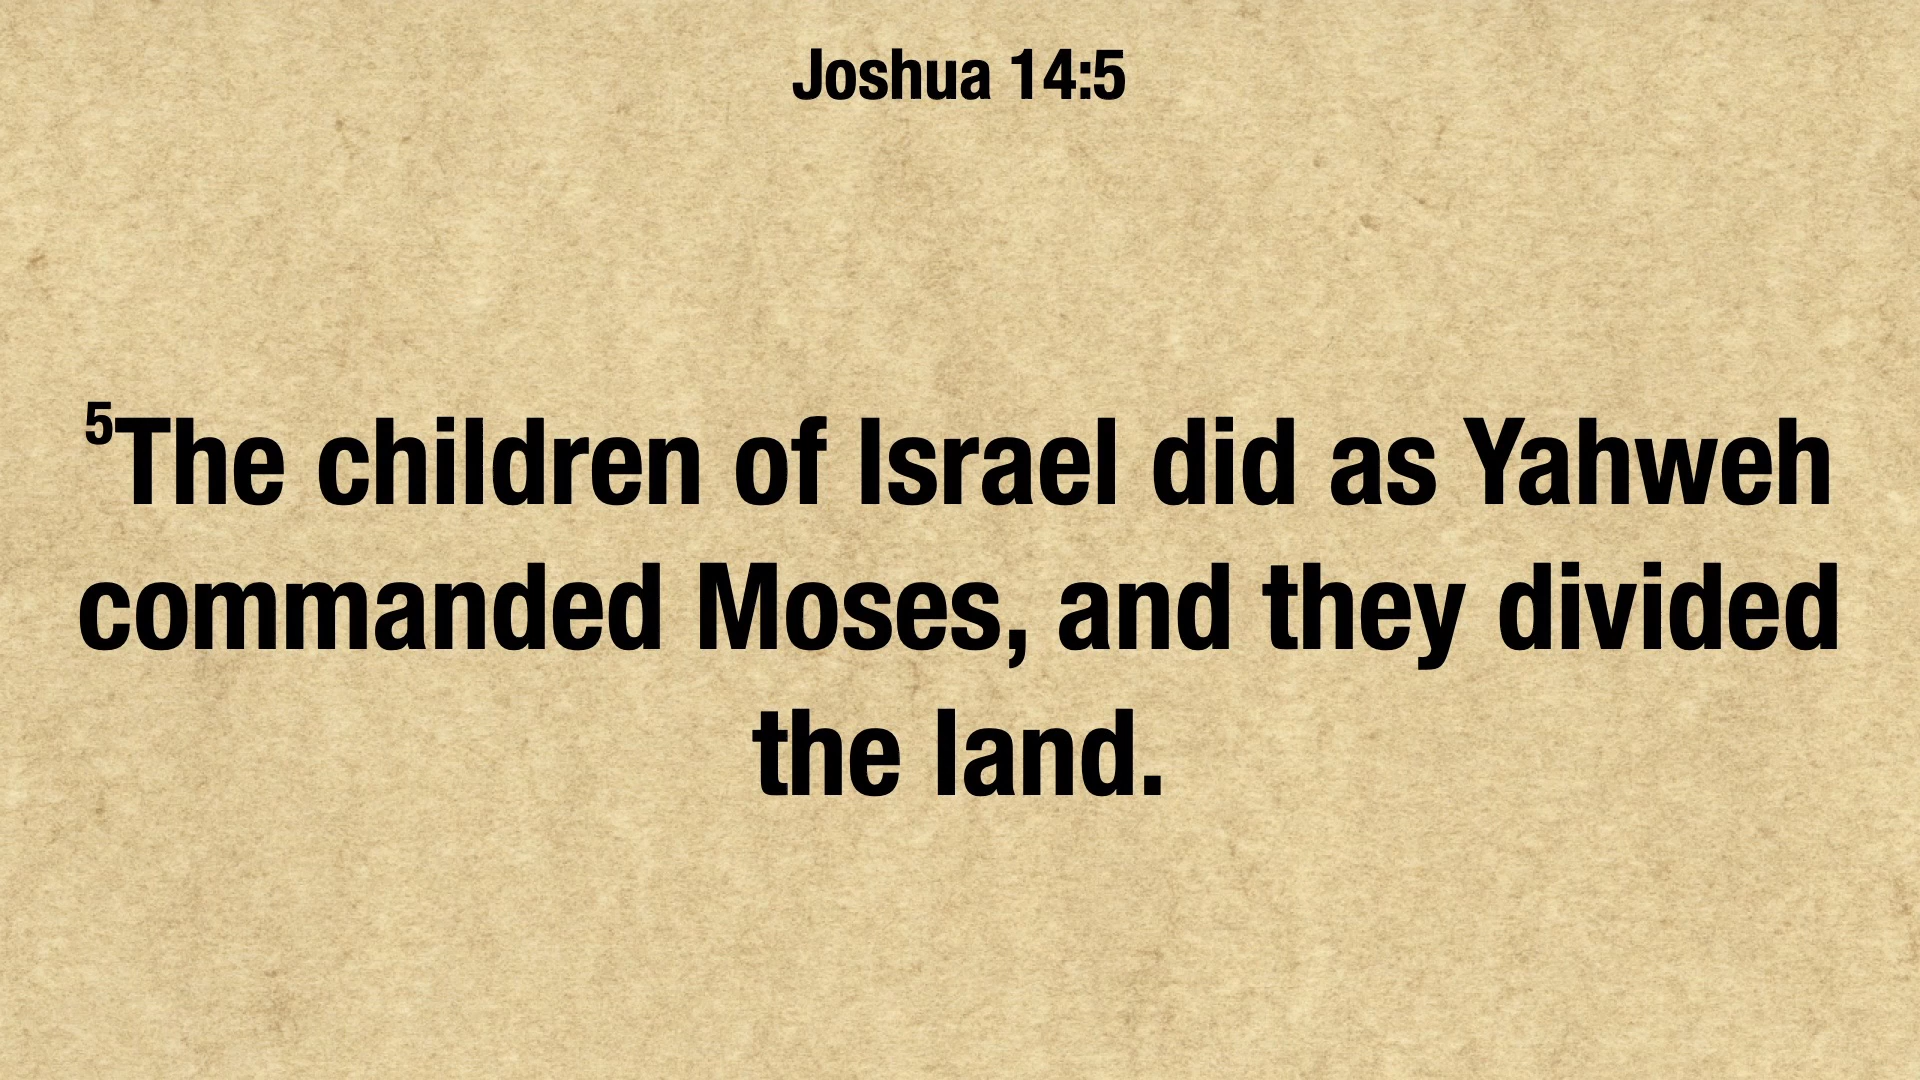 Joshua 14:5
⁵The children of Israel did as Yahweh
commanded Moses, and they divided
the land.